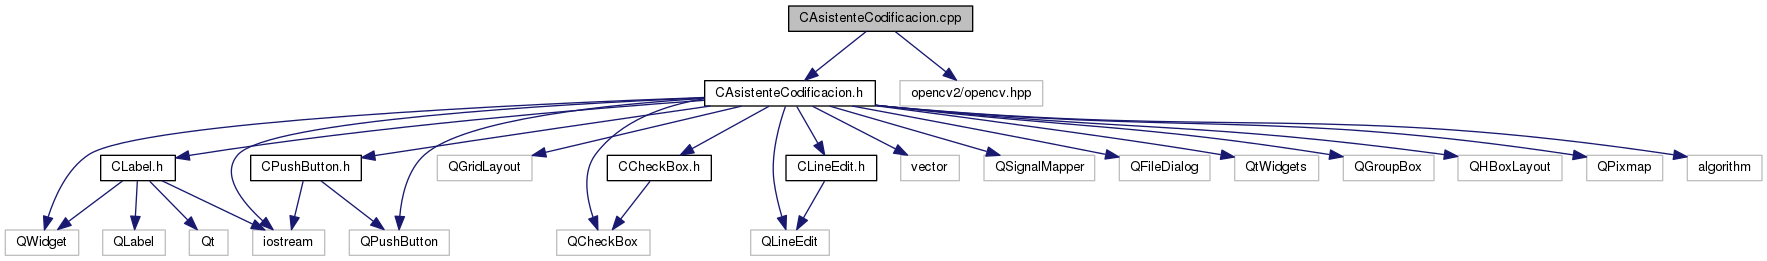 CAsistenteCodificacion.cpp
CAsistenteCodificacion.h
opencv2/opencv.hpp
CLabel.h
CPushButton.h
QGridLayout
CCheckBox.h
CLineEdit.h
vector
QSignalMapper
QFileDialog
QtWidgets
QGroupBox
QHBoxLayout
QPixmap
algorithm
QWidget
QLabel
Qt
iostream
QPushButton
QCheckBox
QLineEdit